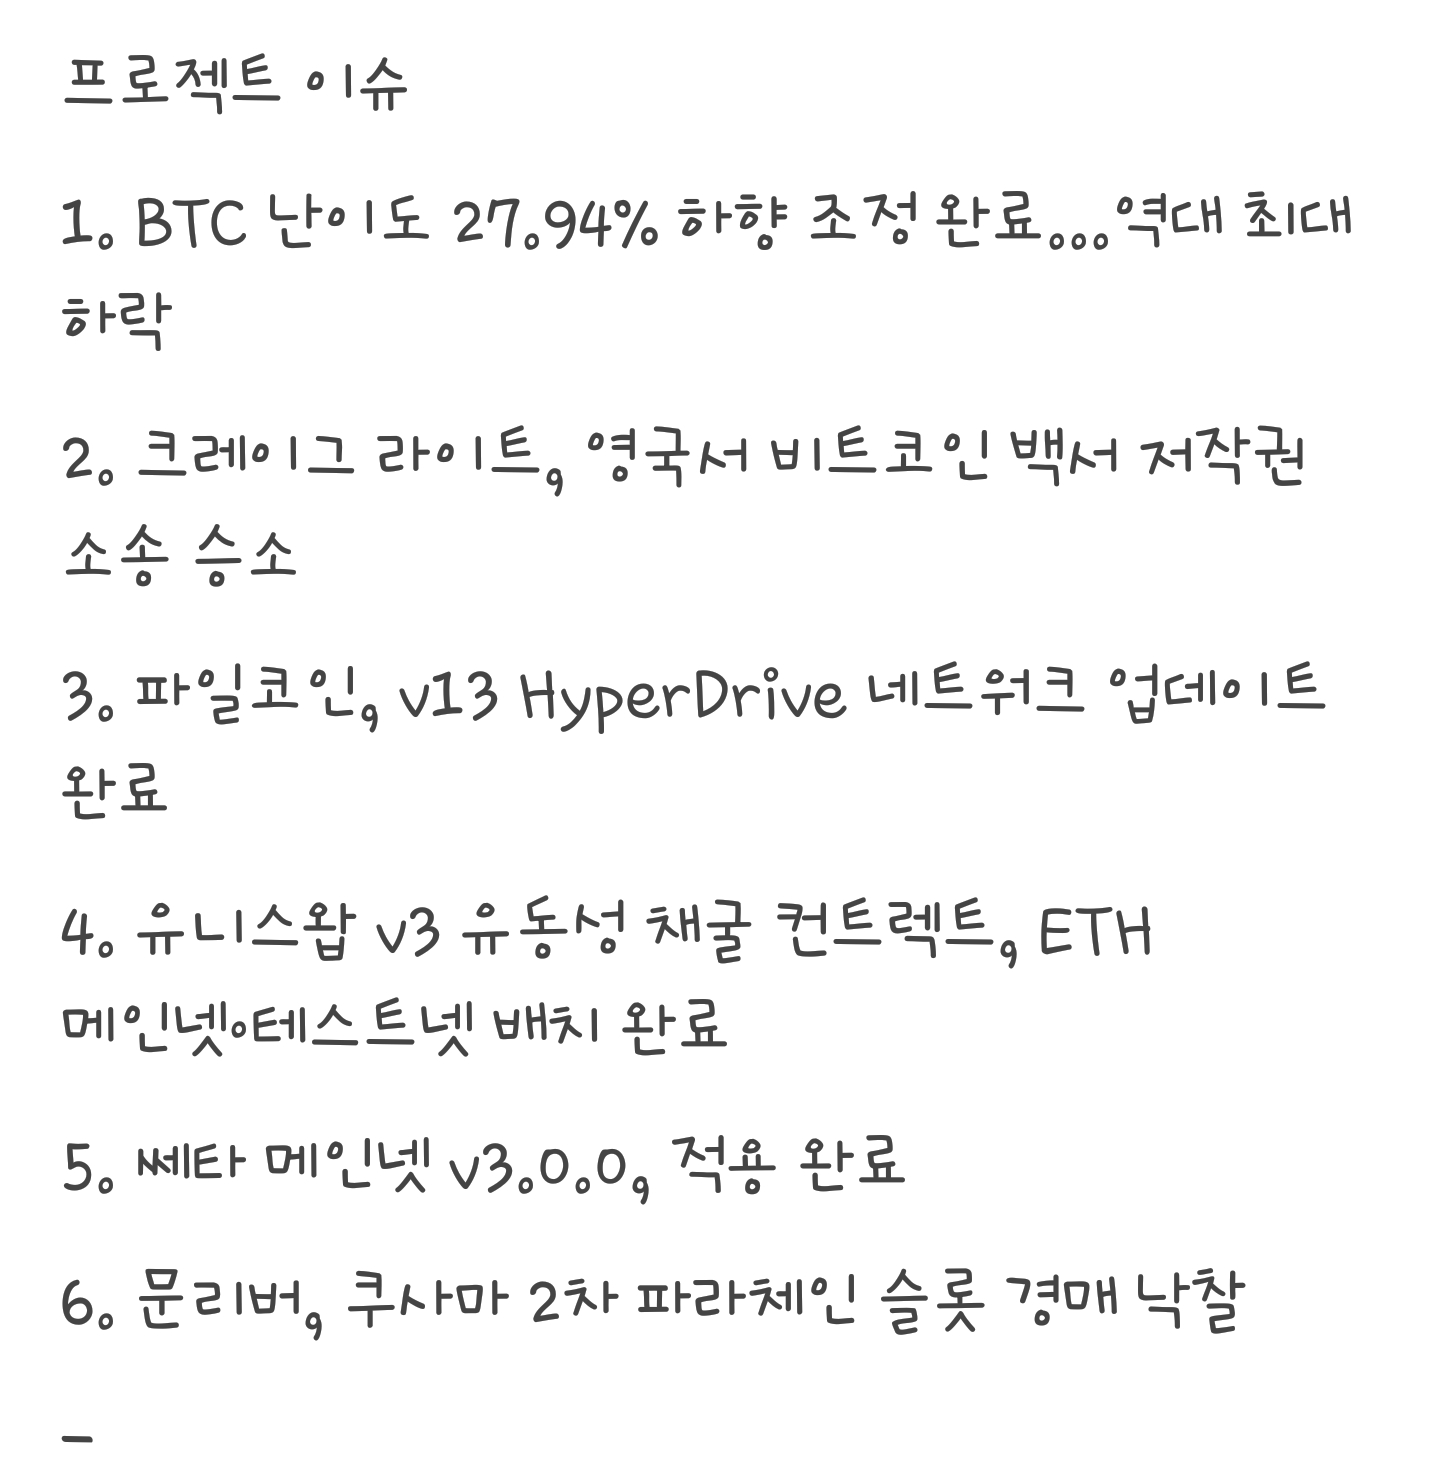 프로젝트 이슈
1. BTC 난이도 27.94% 하향 조정 완료...역대 최대
하락
2. 크레이그 라이트, 영국서 비트코인 백서 저작권
소송 승소
3. 파일코인, v13 HyperDrive 네트워크 업데이트
완료
4. 유니스왑 v3 유동성 채굴 컨트렉트, ETH
메인넷∘테스트넷 배치 완료
5. 쎄타 메인넷 v3.0.0, 적용 완료
6. 문리버, 쿠사마 2차 파라체인 슬롯 경매 낙찰
-